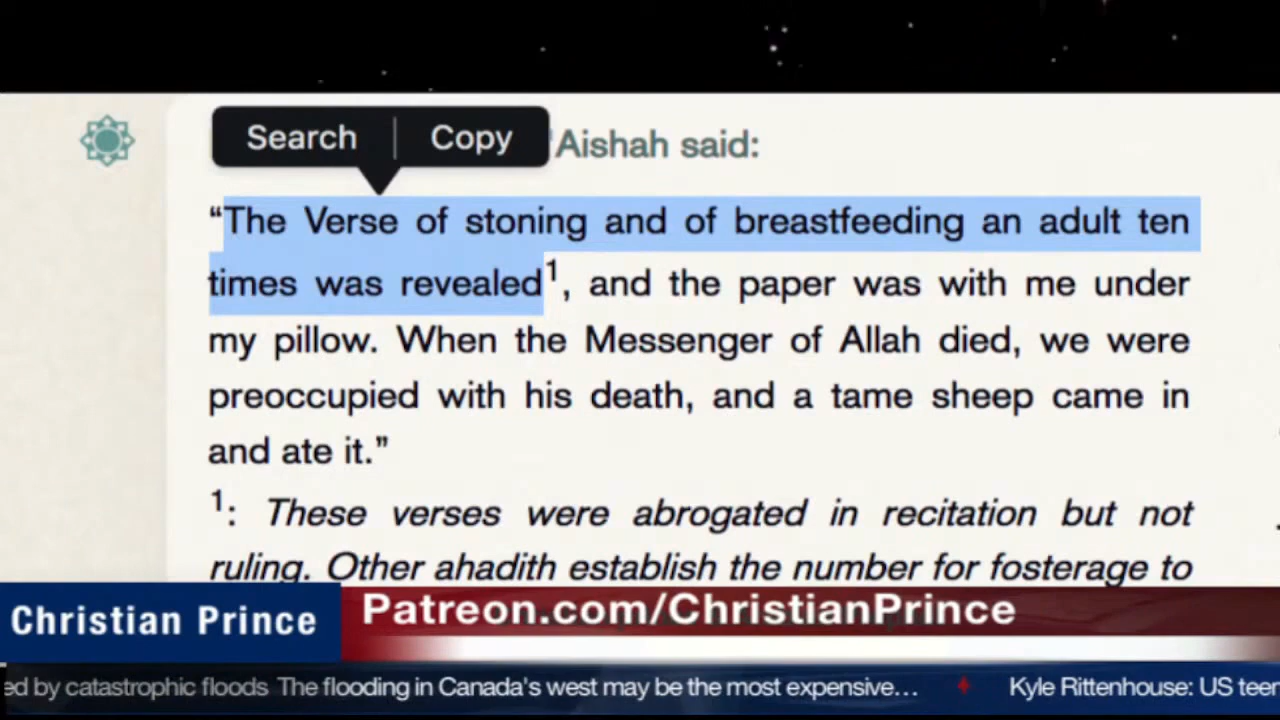 Search Copy
'Aishah said:
“The Verse of stoning and of breastfeeding an adult ten
times was revealed¹, and the paper was with me under
my pillow. When the Messenger of Allah died, we were
preoccupied with his death, and a tame sheep came in
and ate it.”
¹: These verses were abrogated in recitation but not
ruling. Other ahadith establish the number for fosterage to
Christian Prince
Patreon.com/ChristianPrince
ed by catastrophic floods The flooding in Canada's west may be the most expensive... Kyle Rittenhouse: US teen